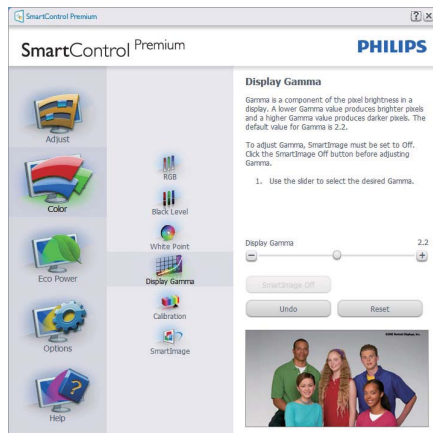 SmartControl Premium
? x
SmartControl Premium
PHILIPS
Adjust
Color
Eco Power
Options
Help
RGB
Black Level
White Point
Display Gamma
Calibration
SmartImage
Display Gamma
Gamma is a component of the pixel brightness in a
display. A lower Gamma value produces brighter pixels
and a higher Gamma value produces darker pixels. The
default value for Gamma is 2.2.
To adjust Gamma, SmartImage must be set to Off.
Click the SmartImage Off button before adjusting
Gamma.
1. Use the slider to select the desired Gamma.
Display Gamma 2.2
SmartImage Off
Undo Reset